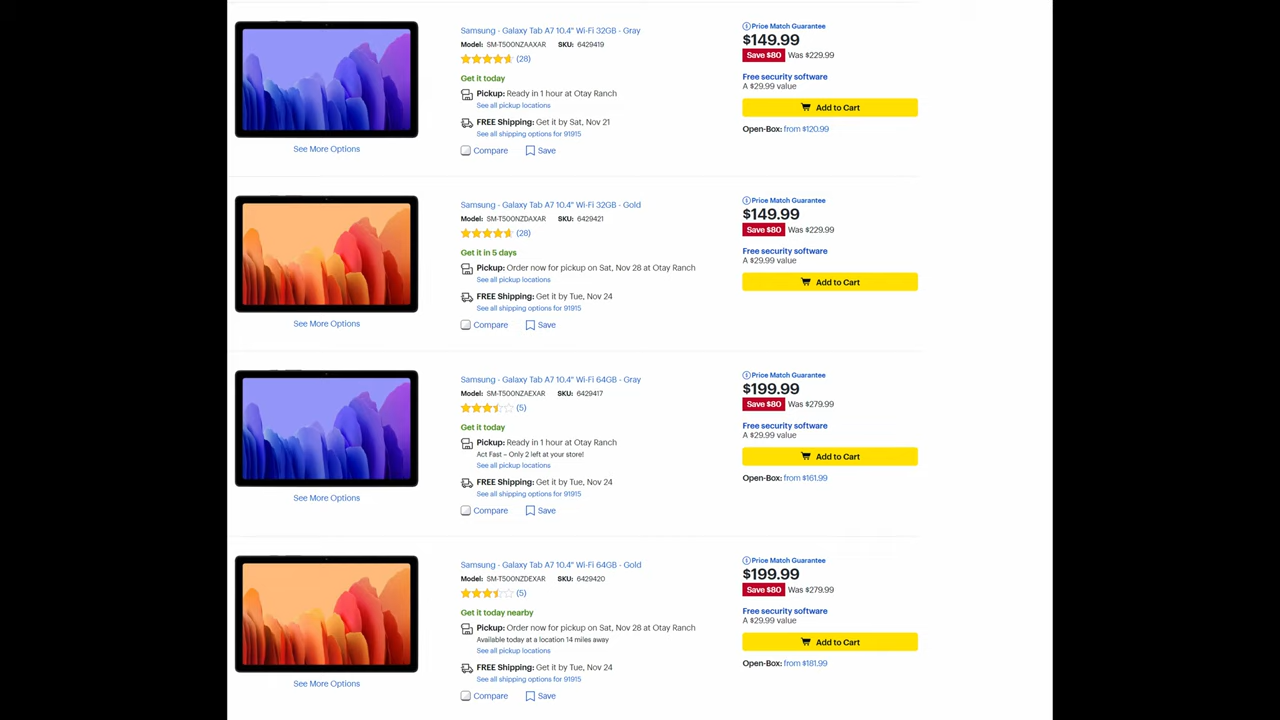 Samsung - Galaxy Tab A7 10.4" Wi-Fi 32GB - Gray
Model: SM-T500NZAAXAR SKU: 6429419
(28)
Get it today
Pickup: Ready in 1 hour at Otay Ranch
See all pickup locations
FREE Shipping: Get it by Sat, Nov 21
See all shipping options for 91915
Compare Save
See More Options
Price Match Guarantee
$149.99
Save $80 Was $229.99
Free security software
A $29.99 value
Add to Cart
Open-Box: from $120.99
Samsung - Galaxy Tab A7 10.4" Wi-Fi 32GB - Gold
Model: SM-T500NZDAXAR SKU: 6429421
(28)
Get it in 5 days
Pickup: Order now for pickup on Sat, Nov 28 at Otay Ranch
See all pickup locations
FREE Shipping: Get it by Tue, Nov 24
See all shipping options for 91915
Compare Save
See More Options
Price Match Guarantee
$149.99
Save $80 Was $229.99
Free security software
A $29.99 value
Add to Cart
Samsung - Galaxy Tab A7 10.4" Wi-Fi 64GB - Gray
Model: SM-T500NZAEXAR SKU: 6429417
(5)
Get it today
Pickup: Ready in 1 hour at Otay Ranch
Act Fast – Only 2 left at your store!
See all pickup locations
FREE Shipping: Get it by Tue, Nov 24
See all shipping options for 91915
Compare Save
See More Options
Price Match Guarantee
$199.99
Save $80 Was $279.99
Free security software
A $29.99 value
Add to Cart
Open-Box: from $161.99
Samsung - Galaxy Tab A7 10.4" Wi-Fi 64GB - Gold
Model: SM-T500NZDEXAR SKU: 6429420
(5)
Get it today nearby
Pickup: Order now for pickup on Sat, Nov 28 at Otay Ranch
Available today at a location 14 miles away
See all pickup locations
FREE Shipping: Get it by Tue, Nov 24
See all shipping options for 91915
Compare Save
See More Options
Price Match Guarantee
$199.99
Save $80 Was $279.99
Free security software
A $29.99 value
Add to Cart
Open-Box: from $181.99